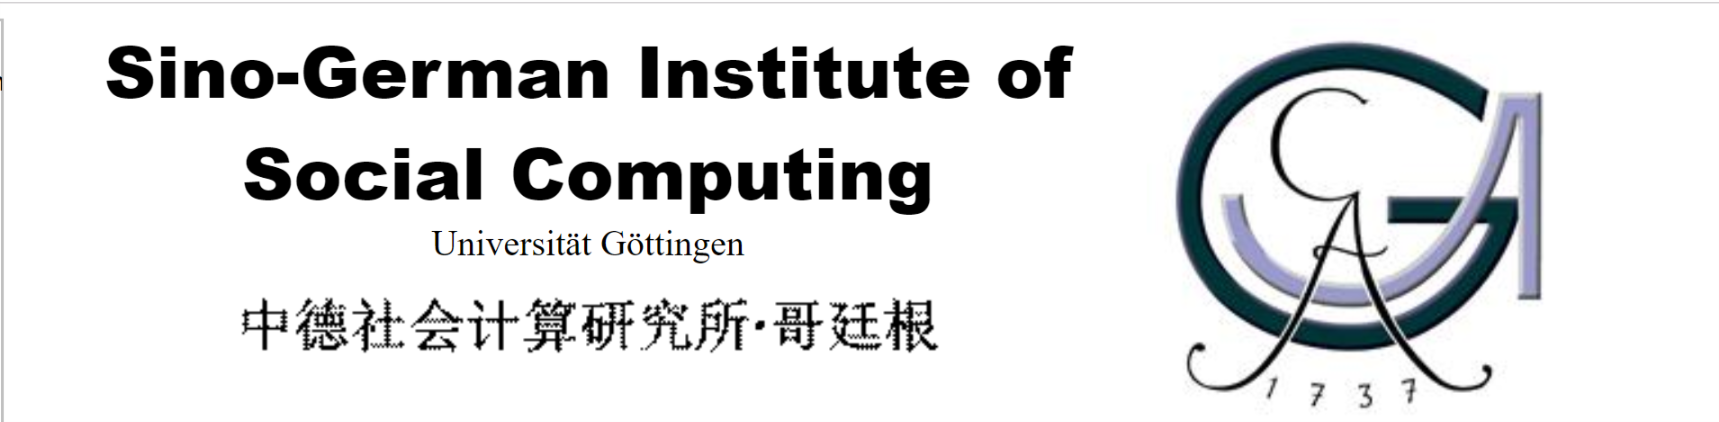 Sino-German Institute of
Social Computing
Universität Göttingen
中德社会计算研究所·哥廷根
GA
1737